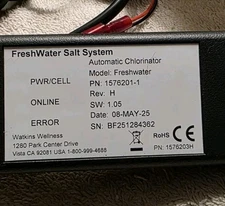 FreshWater Salt System
Automatic Chlorinator
PWR/CELL
Model: Freshwater
PN: 1576201-1
Rev: H
ONLINE
SW: 1.05
Date: 08-MAY-25
ERROR
SN: BF251284362
Watkins Wellness
1280 Park Center Drive
Vista CA 92081 USA 1-800-999-4688
RoHS
CE
PN: 1576203H